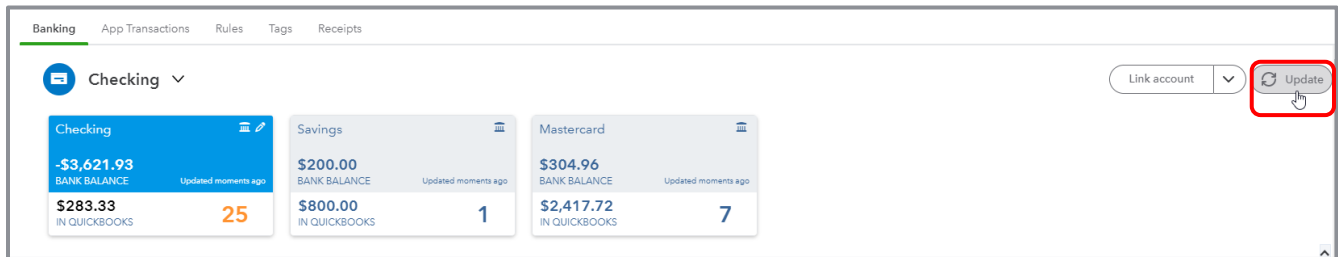 Banking App Transactions Rules Tags Receipts
Checking Link account Update
Checking Savings Mastercard
-$3,621.93 $200.00 $304.96
BANK BALANCE Updated moments ago BANK BALANCE Updated moments ago BANK BALANCE Updated moments ago
$283.33 25 $800.00 1 $2,417.72 7
IN QUICKBOOKS IN QUICKBOOKS IN QUICKBOOKS